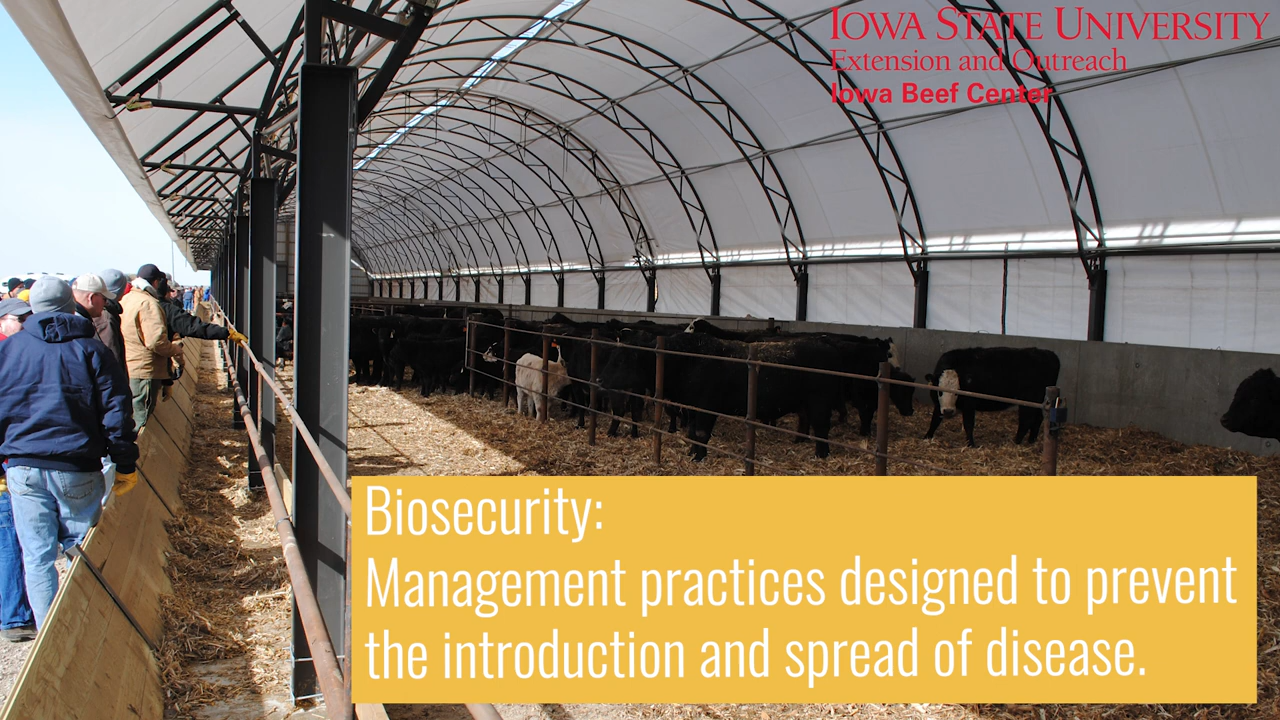 IOWA STATE UNIVERSITY
Extension and Outreach
Iowa Beef Center
Biosecurity:
Management practices designed to prevent
the introduction and spread of disease.